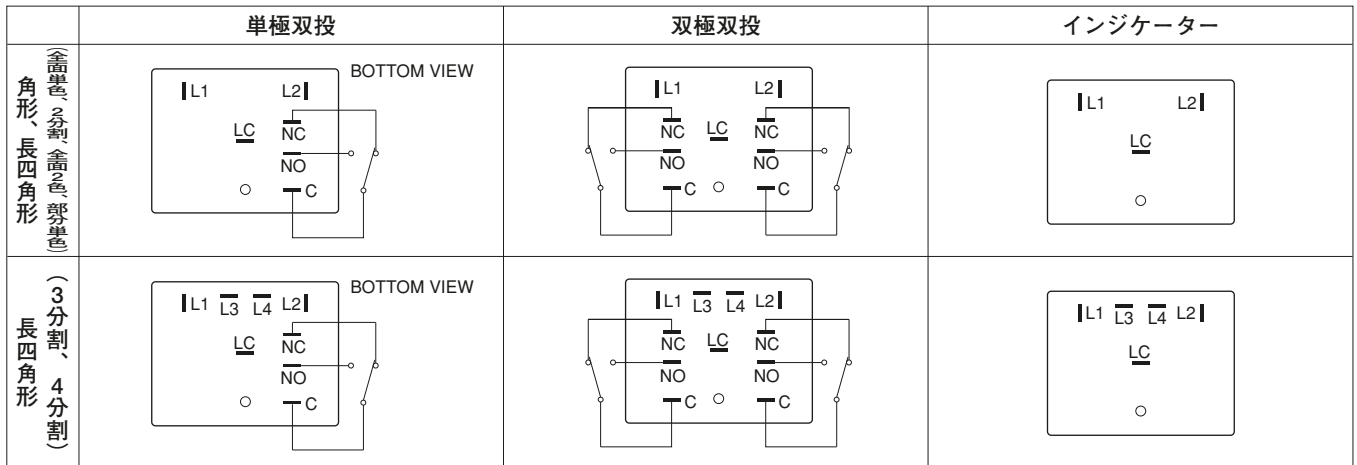 単極双投
双極双投
インジケーター
角形、長四角形
(全面単色、2分割、全面2色、部分単色)
BOTTOM VIEW
L1 L2
LC NC
NO
C
L1 L2
NC LC NC
NO NO
C C
L1 L2
LC
長四角形
(3分割、4分割)
BOTTOM VIEW
L1 L3 L4 L2
LC NC
NO
C
L1 L3 L4 L2
NC LC NC
NO NO
C C
L1 L3 L4 L2
LC